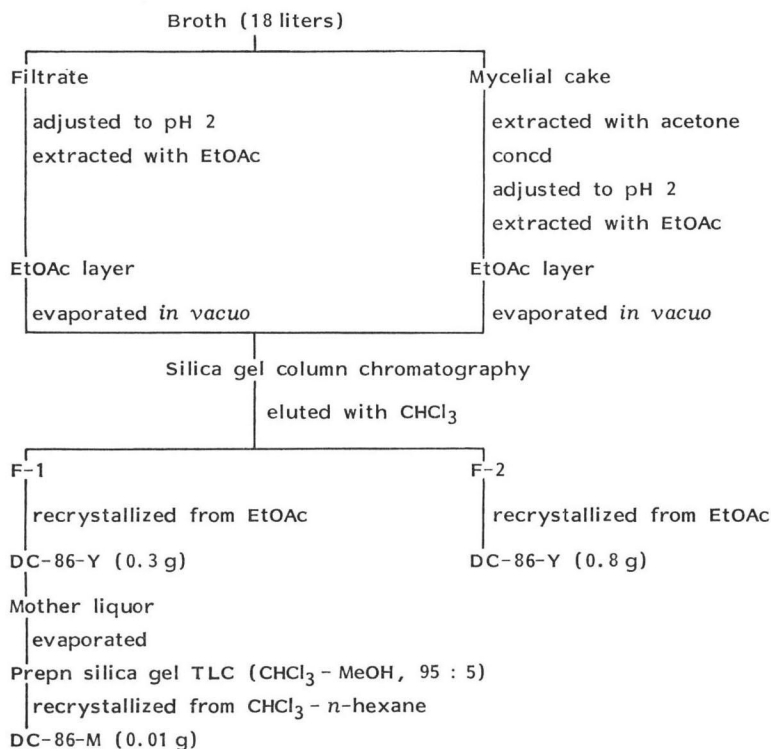 Broth (18 liters)
Filtrate
adjusted to pH 2
extracted with EtOAc
EtOAc layer
evaporated in vacuo
Mycelial cake
extracted with acetone
concd
adjusted to pH 2
extracted with EtOAc
EtOAc layer
evaporated in vacuo
Silica gel column chromatography
eluted with CHCl₃
F-1
recrystallized from EtOAc
DC-86-Y (0.3 g)
Mother liquor
evaporated
Prepn silica gel TLC (CHCl₃ - MeOH, 95 : 5)
recrystallized from CHCl₃ - n-hexane
DC-86-M (0.01 g)
F-2
recrystallized from EtOAc
DC-86-Y (0.8 g)